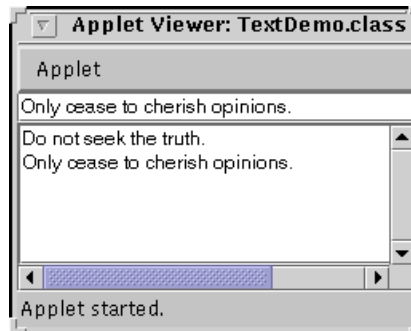 Applet Viewer: TextDemo.class
Applet
Only cease to cherish opinions.
Do not seek the truth.
Only cease to cherish opinions.
Applet started.